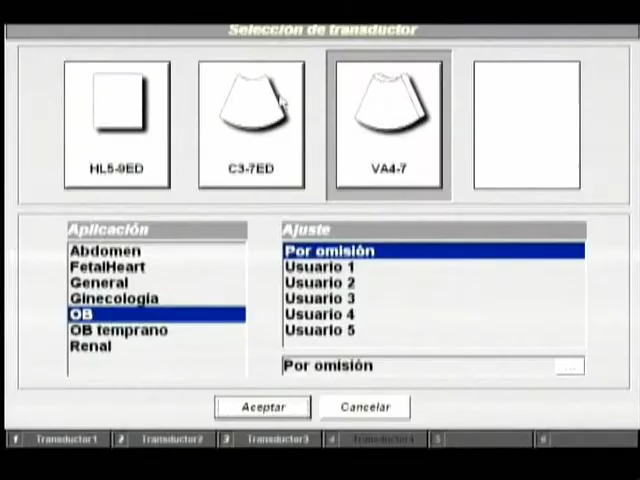 Selección de transductor
HL5-9ED
C3-7ED
VA4-7
Aplicación
Abdomen
FetalHeart
General
Ginecología
OB
OB temprano
Renal
Ajuste
Por omisión
Usuario 1
Usuario 2
Usuario 3
Usuario 4
Usuario 5
Por omisión
...
Aceptar
Cancelar
1 Transductor1 2 Transductor2 3 Transductor3 4 Transductor4 5 6